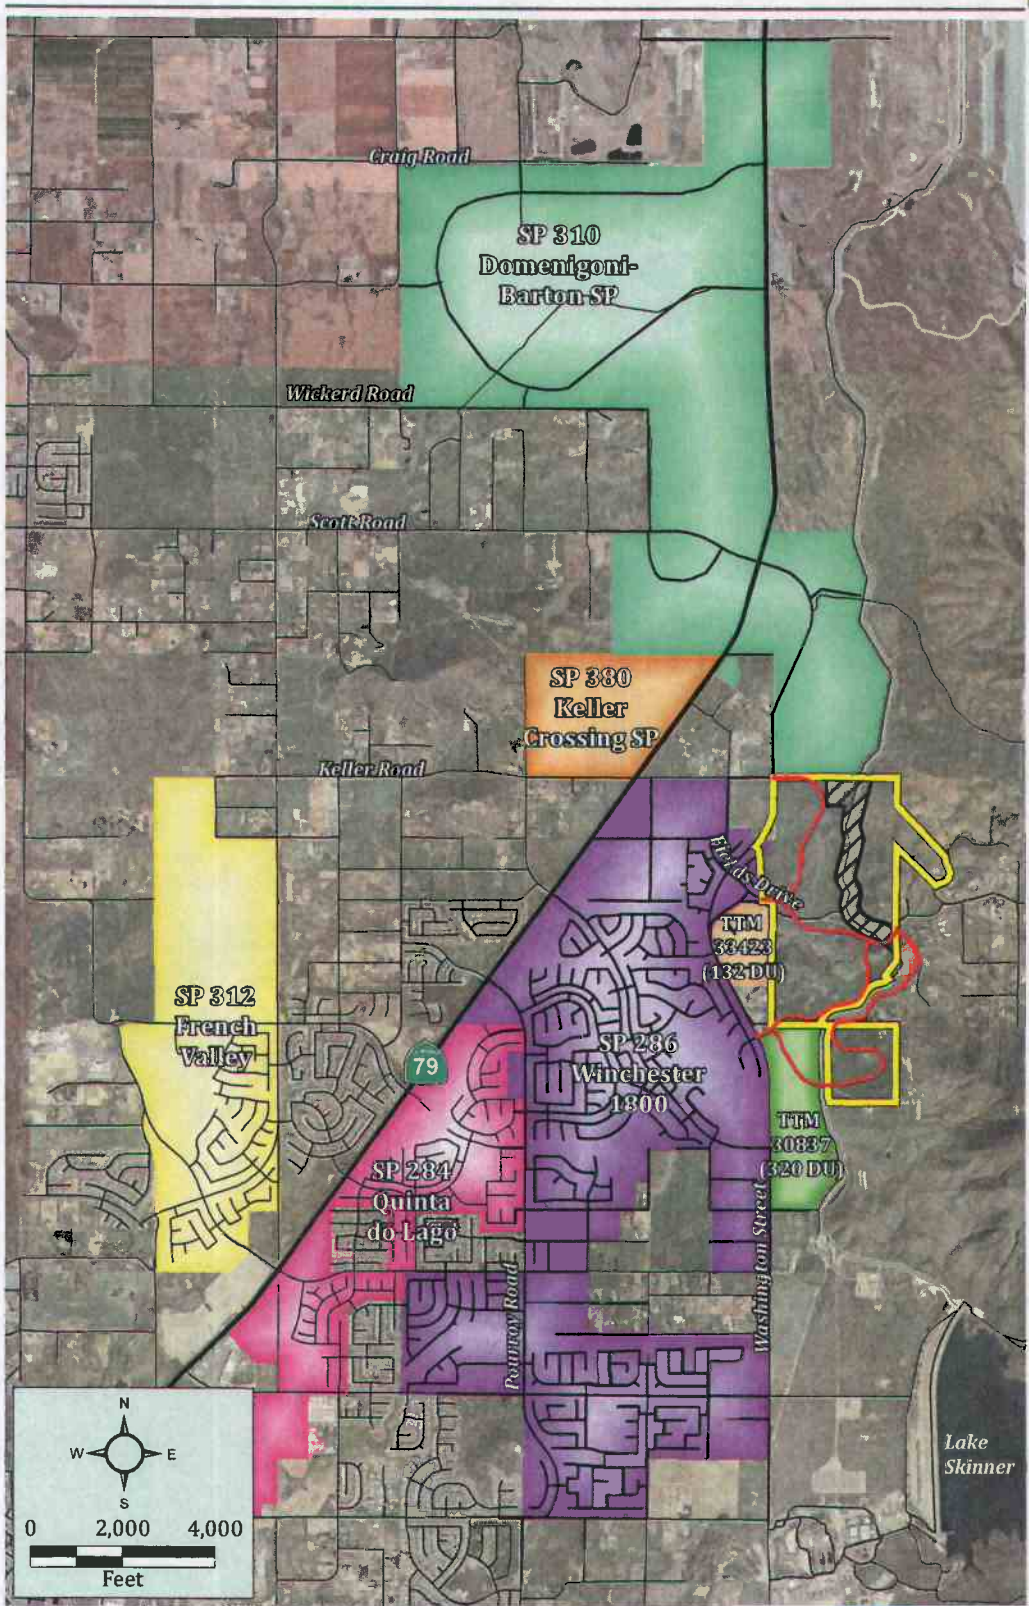 Craig Road
SP 310
Domenigoni-
Barton SP
Wickerd Road
Scott Road
SP 380
Keller
Crossing SP
Keller Road
Fields Drive
TTM
33423
(132 DU)
SP 312
French
Valley
SP 286
Winchester
1800
79
TTM
30837
(320 DU)
SP 284
Quinta
do Lago
Pourroy Road
Washington Street
Lake
Skinner
N
W E
S
0 2,000 4,000
Feet